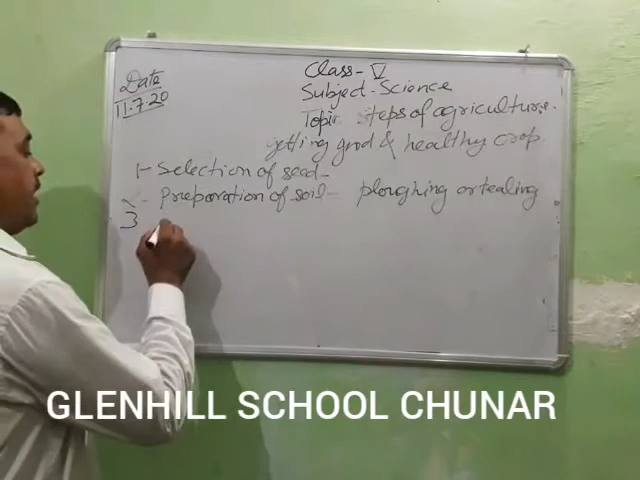 Date
11.7.20
Class - V
Subject - Science
Topic. steps of agriculture.
getting good & healthy crop.
1- Selection of seed-
- Preparation of soil- ploughing or tealing
3
GLENHILL SCHOOL CHUNAR